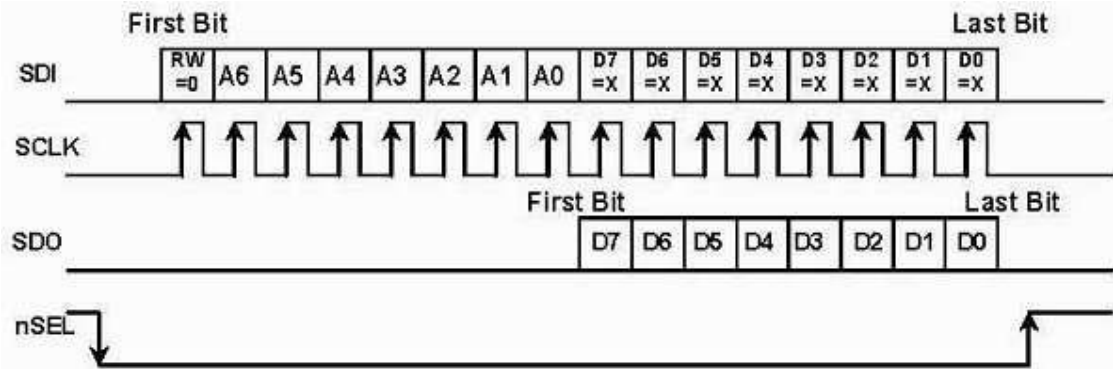 First Bit Last Bit
SDI RW =0 A6 A5 A4 A3 A2 A1 A0 D7 =X D6 =X D5 =X D4 =X D3 =X D2 =X D1 =X D0 =X
SCLK
First Bit Last Bit
SDO D7 D6 D5 D4 D3 D2 D1 D0
nSEL